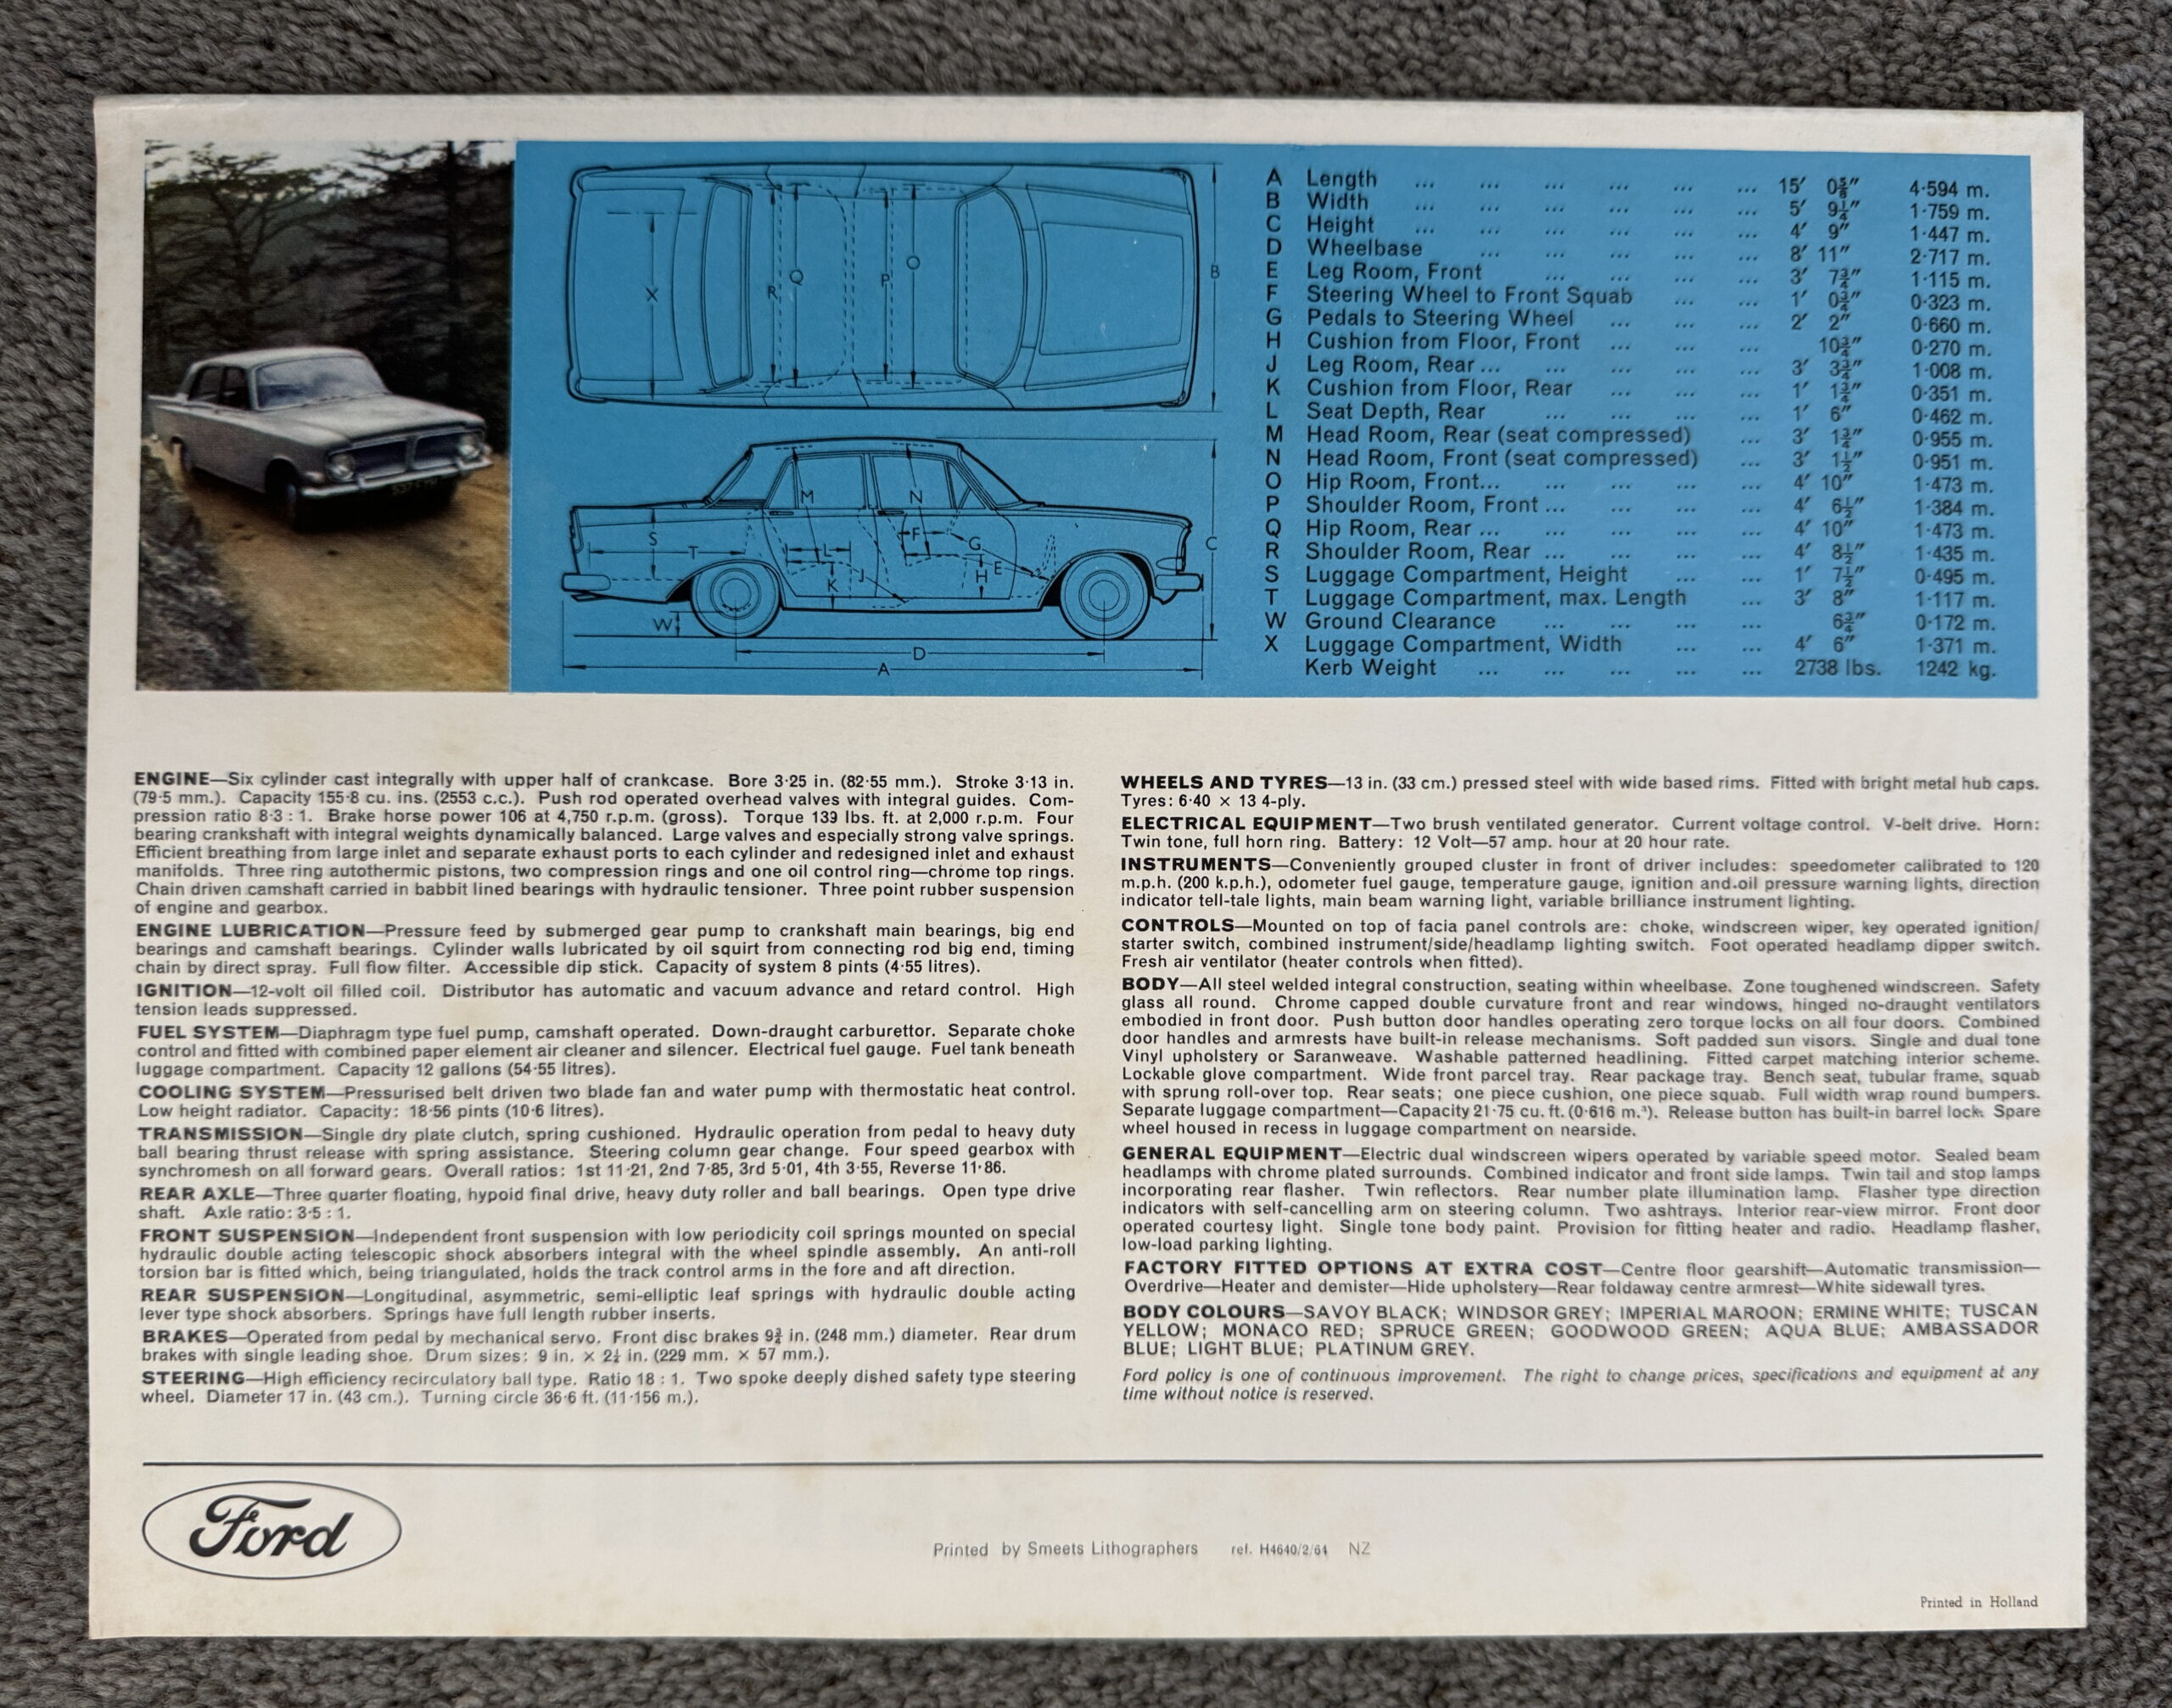 X
R
Q
P
O
B
A Length ... ... ... ... ... ... 15′ 0⅝″ 4·594 m.
B Width ... ... ... ... ... ... 5′ 9¼″ 1·759 m.
C Height ... ... ... ... ... ... 4′ 9″ 1·447 m.
D Wheelbase ... ... ... ... ... 8′ 11″ 2·717 m.
E Leg Room, Front ... ... ... ... 3′ 7¾″ 1·115 m.
F Steering Wheel to Front Squab ... ... 1′ 0¾″ 0·323 m.
G Pedals to Steering Wheel ... ... ... 2′ 2″ 0·660 m.
H Cushion from Floor, Front ... ... ... 10¾″ 0·270 m.
J Leg Room, Rear ... ... ... ... ... 3′ 3¾″ 1·008 m.
K Cushion from Floor, Rear ... ... ... 1′ 1¾″ 0·351 m.
L Seat Depth, Rear ... ... ... ... 1′ 6″ 0·462 m.
M Head Room, Rear (seat compressed) ... 3′ 1¾″ 0·955 m.
N Head Room, Front (seat compressed) ... 3′ 1½″ 0·951 m.
O Hip Room, Front... ... ... ... ... 4′ 10″ 1·473 m.
P Shoulder Room, Front ... ... ... ... 4′ 6½″ 1·384 m.
Q Hip Room, Rear ... ... ... ... ... 4′ 10″ 1·473 m.
R Shoulder Room, Rear ... ... ... ... 4′ 8½″ 1·435 m.
S Luggage Compartment, Height ... ... 1′ 7½″ 0·495 m.
T Luggage Compartment, max. Length ... 3′ 8″ 1·117 m.
W Ground Clearance ... ... ... ... 6¾″ 0·172 m.
X Luggage Compartment, Width ... ... 4′ 6″ 1·371 m.
Kerb Weight ... ... ... ... ... 2738 lbs. 1242 kg.
M
N
S
T
L
F
G
C
K
J
H
E
W
D
A
ENGINE—Six cylinder cast integrally with upper half of crankcase. Bore 3·25 in. (82·55 mm.). Stroke 3·13 in.
(79·5 mm.). Capacity 155·8 cu. ins. (2553 c.c.). Push rod operated overhead valves with integral guides. Com-
pression ratio 8·3 : 1. Brake horse power 106 at 4,750 r.p.m. (gross). Torque 139 lbs. ft. at 2,000 r.p.m. Four
bearing crankshaft with integral weights dynamically balanced. Large valves and especially strong valve springs.
Efficient breathing from large inlet and separate exhaust ports to each cylinder and redesigned inlet and exhaust
manifolds. Three ring autothermic pistons, two compression rings and one oil control ring—chrome top rings.
Chain driven camshaft carried in babbit lined bearings with hydraulic tensioner. Three point rubber suspension
of engine and gearbox.
ENGINE LUBRICATION—Pressure feed by submerged gear pump to crankshaft main bearings, big end
bearings and camshaft bearings. Cylinder walls lubricated by oil squirt from connecting rod big end, timing
chain by direct spray. Full flow filter. Accessible dip stick. Capacity of system 8 pints (4·55 litres).
IGNITION—12-volt oil filled coil. Distributor has automatic and vacuum advance and retard control. High
tension leads suppressed.
FUEL SYSTEM—Diaphragm type fuel pump, camshaft operated. Down-draught carburettor. Separate choke
control and fitted with combined paper element air cleaner and silencer. Electrical fuel gauge. Fuel tank beneath
luggage compartment. Capacity 12 gallons (54·55 litres).
COOLING SYSTEM—Pressurised belt driven two blade fan and water pump with thermostatic heat control.
Low height radiator. Capacity: 18·56 pints (10·6 litres).
TRANSMISSION—Single dry plate clutch, spring cushioned. Hydraulic operation from pedal to heavy duty
ball bearing thrust release with spring assistance. Steering column gear change. Four speed gearbox with
synchromesh on all forward gears. Overall ratios: 1st 11·21, 2nd 7·85, 3rd 5·01, 4th 3·55, Reverse 11·86.
REAR AXLE—Three quarter floating, hypoid final drive, heavy duty roller and ball bearings. Open type drive
shaft. Axle ratio: 3·5 : 1.
FRONT SUSPENSION—Independent front suspension with low periodicity coil springs mounted on special
hydraulic double acting telescopic shock absorbers integral with the wheel spindle assembly. An anti-roll
torsion bar is fitted which, being triangulated, holds the track control arms in the fore and aft direction.
REAR SUSPENSION—Longitudinal, asymmetric, semi-elliptic leaf springs with hydraulic double acting
lever type shock absorbers. Springs have full length rubber inserts.
BRAKES—Operated from pedal by mechanical servo. Front disc brakes 9¾ in. (248 mm.) diameter. Rear drum
brakes with single leading shoe. Drum sizes: 9 in. × 2¼ in. (229 mm. × 57 mm.).
STEERING—High efficiency recirculatory ball type. Ratio 18 : 1. Two spoke deeply dished safety type steering
wheel. Diameter 17 in. (43 cm.). Turning circle 36·6 ft. (11·156 m.).
WHEELS AND TYRES—13 in. (33 cm.) pressed steel with wide based rims. Fitted with bright metal hub caps.
Tyres: 6·40 × 13 4-ply.
ELECTRICAL EQUIPMENT—Two brush ventilated generator. Current voltage control. V-belt drive. Horn:
Twin tone, full horn ring. Battery: 12 Volt—57 amp. hour at 20 hour rate.
INSTRUMENTS—Conveniently grouped cluster in front of driver includes: speedometer calibrated to 120
m.p.h. (200 k.p.h.), odometer fuel gauge, temperature gauge, ignition and oil pressure warning lights, direction
indicator tell-tale lights, main beam warning light, variable brilliance instrument lighting.
CONTROLS—Mounted on top of facia panel controls are: choke, windscreen wiper, key operated ignition/
starter switch, combined instrument/side/headlamp lighting switch. Foot operated headlamp dipper switch.
Fresh air ventilator (heater controls when fitted).
BODY—All steel welded integral construction, seating within wheelbase. Zone toughened windscreen. Safety
glass all round. Chrome capped double curvature front and rear windows, hinged no-draught ventilators
embodied in front door. Push button door handles operating zero torque locks on all four doors. Combined
door handles and armrests have built-in release mechanisms. Soft padded sun visors. Single and dual tone
Vinyl upholstery or Saranweave. Washable patterned headlining. Fitted carpet matching interior scheme.
Lockable glove compartment. Wide front parcel tray. Rear package tray. Bench seat, tubular frame, squab
with sprung roll-over top. Rear seats; one piece cushion, one piece squab. Full width wrap round bumpers.
Separate luggage compartment—Capacity 21·75 cu. ft. (0·616 m.³). Release button has built-in barrel lock. Spare
wheel housed in recess in luggage compartment on nearside.
GENERAL EQUIPMENT—Electric dual windscreen wipers operated by variable speed motor. Sealed beam
headlamps with chrome plated surrounds. Combined indicator and front side lamps. Twin tail and stop lamps
incorporating rear flasher. Twin reflectors. Rear number plate illumination lamp. Flasher type direction
indicators with self-cancelling arm on steering column. Two ashtrays. Interior rear-view mirror. Front door
operated courtesy light. Single tone body paint. Provision for fitting heater and radio. Headlamp flasher,
low-load parking lighting.
FACTORY FITTED OPTIONS AT EXTRA COST—Centre floor gearshift—Automatic transmission—
Overdrive—Heater and demister—Hide upholstery—Rear foldaway centre armrest—White sidewall tyres.
BODY COLOURS—SAVOY BLACK; WINDSOR GREY; IMPERIAL MAROON; ERMINE WHITE; TUSCAN
YELLOW; MONACO RED; SPRUCE GREEN; GOODWOOD GREEN; AQUA BLUE; AMBASSADOR
BLUE; LIGHT BLUE; PLATINUM GREY.
Ford policy is one of continuous improvement. The right to change prices, specifications and equipment at any
time without notice is reserved.
Ford
Printed by Smeets Lithographers ref. H4640/2/64 NZ
Printed in Holland